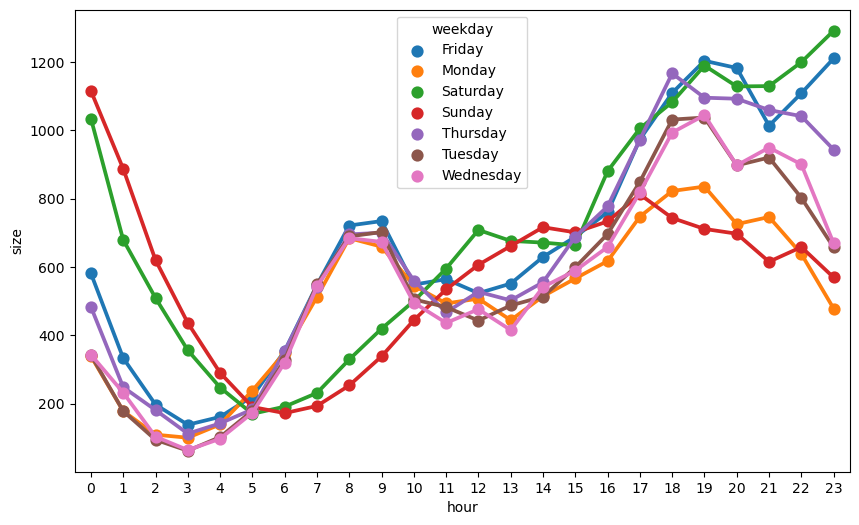 weekday
Friday
Monday
Saturday
Sunday
Thursday
Tuesday
Wednesday
1200
1000
800
600
400
200
size
0 1 2 3 4 5 6 7 8 9 10 11 12 13 14 15 16 17 18 19 20 21 22 23
hour